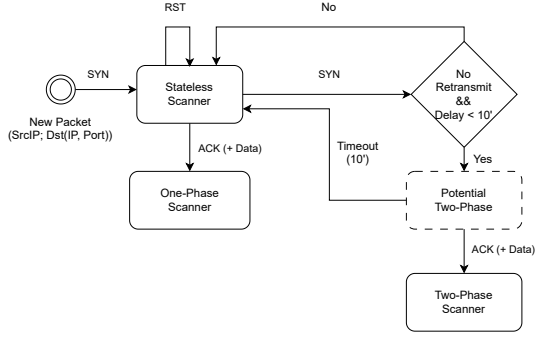 RST
No
SYN
Stateless
Scanner
SYN
No
Retransmit
&&
Delay < 10'
New Packet
(SrcIP; Dst(IP, Port))
ACK (+ Data)
Timeout
(10')
Yes
One-Phase
Scanner
Potential
Two-Phase
ACK (+ Data)
Two-Phase
Scanner